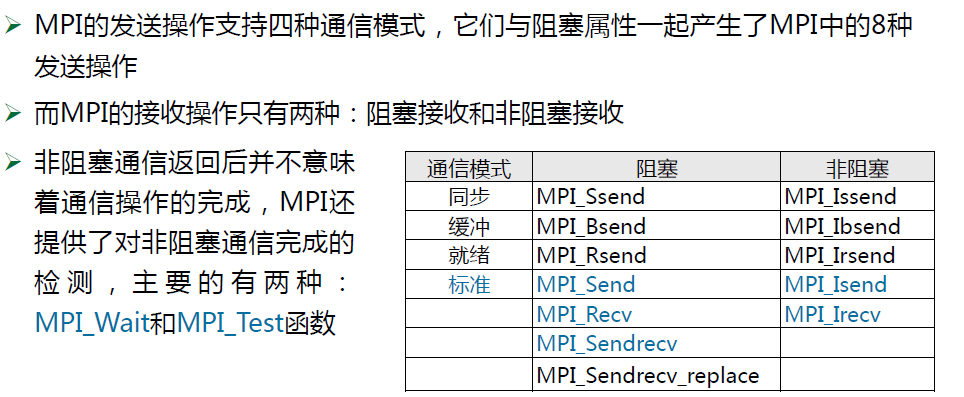 MPI的发送操作支持四种通信模式，它们与阻塞属性一起产生了MPI中的8种
发送操作
而MPI的接收操作只有两种：阻塞接收和非阻塞接收
非阻塞通信返回后并不意味
着通信操作的完成，MPI还
提供了对非阻塞通信完成的
检测，主要的有两种：
MPI_Wait和MPI_Test函数
通信模式 阻塞 非阻塞
同步 MPI_Ssend MPI_Issend
缓冲 MPI_Bsend MPI_Ibsend
就绪 MPI_Rsend MPI_Irsend
标准 MPI_Send MPI_Isend
MPI_Recv MPI_Irecv
MPI_Sendrecv
MPI_Sendrecv_replace